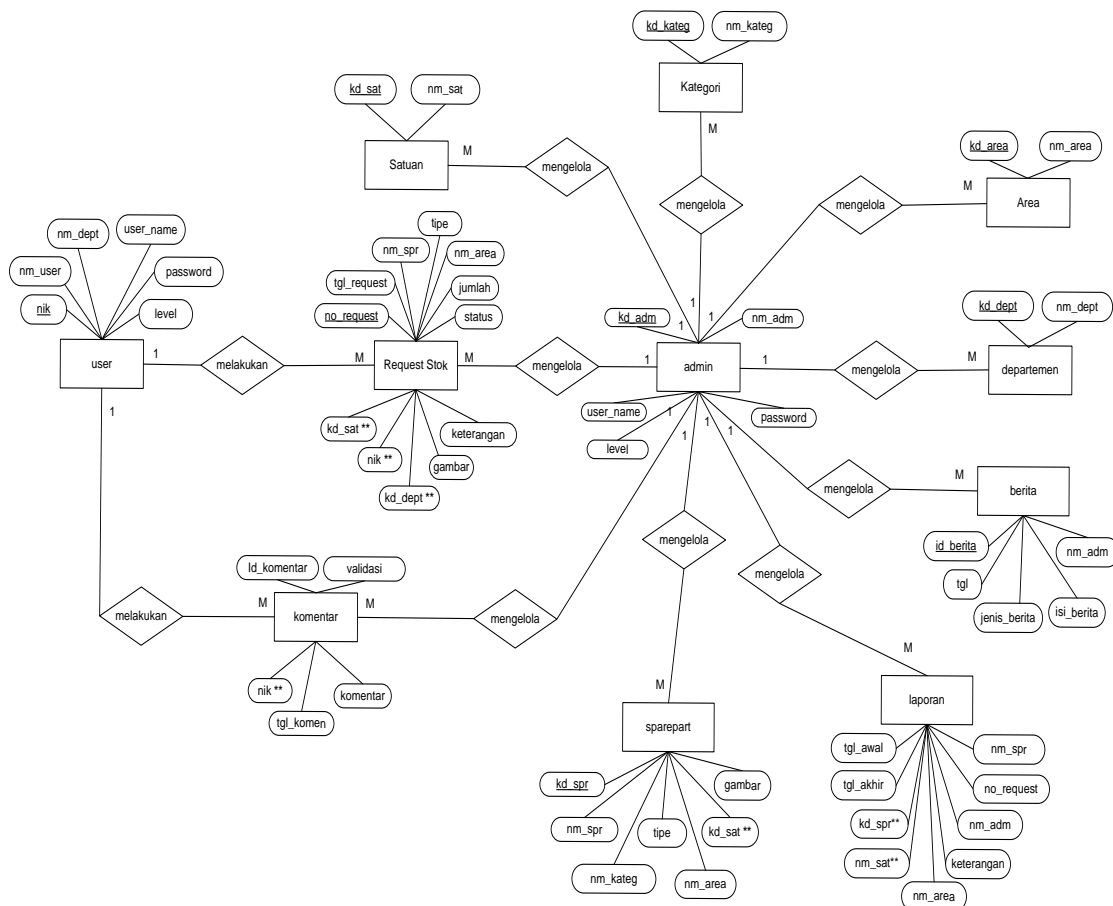 kd_kateg
nm_kateg
Kategori
M
mengelola
1
kd_sat
nm_sat
Satuan
M
mengelola
1
kd_area
nm_area
Area
M
mengelola
1
nm_user
nm_dept
user_name
password
nik
level
user
1
melakukan
M
1
tipe
nm_spr
nm_area
tgl_request
jumlah
no_request
status
Request Stok
M
mengelola
1
kd_sat **
keterangan
nik **
gambar
kd_dept **
kd_adm
nm_adm
admin
user_name
password
level
1
mengelola
M
kd_dept
nm_dept
departemen
1
mengelola
M
berita
id_berita
nm_adm
tgl
isi_berita
jenis_berita
melakukan
M
Id_komentar
validasi
komentar
M
mengelola
1
nik **
komentar
tgl_komen
1
mengelola
M
sparepart
kd_spr
gambar
nm_spr
tipe
kd_sat **
nm_kateg
nm_area
1
mengelola
M
laporan
tgl_awal
nm_spr
tgl_akhir
no_request
kd_spr**
nm_adm
nm_sat**
keterangan
nm_area